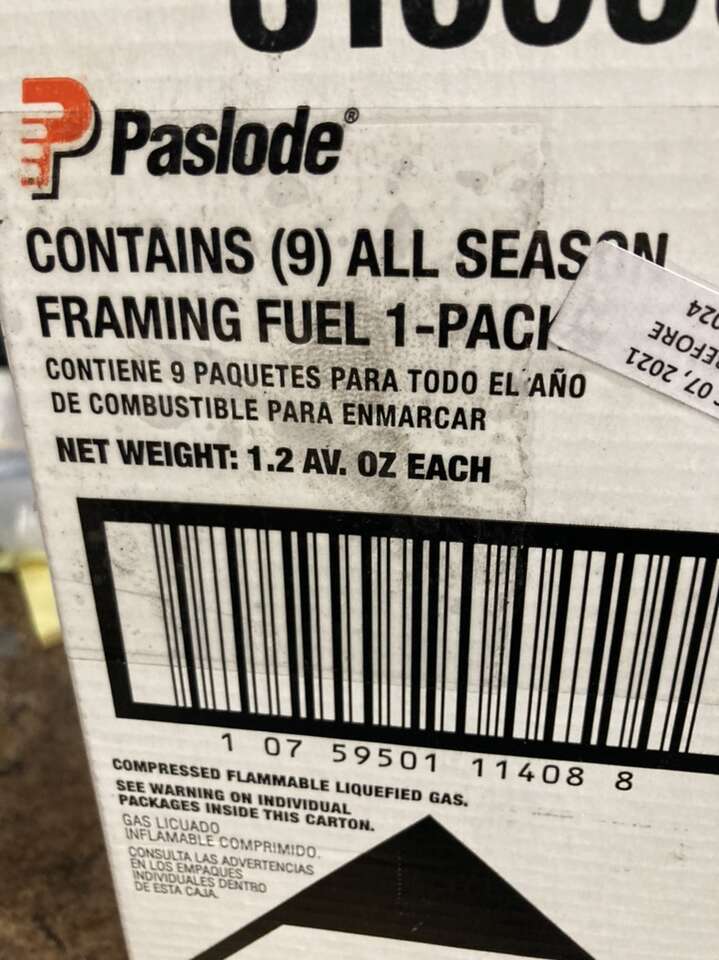 Paslode®
CONTAINS (9) ALL SEASON
FRAMING FUEL 1-PACK
CONTIENE 9 PAQUETES PARA TODO EL AÑO
DE COMBUSTIBLE PARA ENMARCAR
NET WEIGHT: 1.2 AV. OZ EACH
07, 2021
1 07 59501 11408 8
COMPRESSED FLAMMABLE LIQUEFIED GAS.
SEE WARNING ON INDIVIDUAL
PACKAGES INSIDE THIS CARTON.
GAS LICUADO
INFLAMABLE COMPRIMIDO.
CONSULTA LAS ADVERTENCIAS
EN LOS EMPAQUES
INDIVIDUALES DENTRO
DE ESTA CAJA.